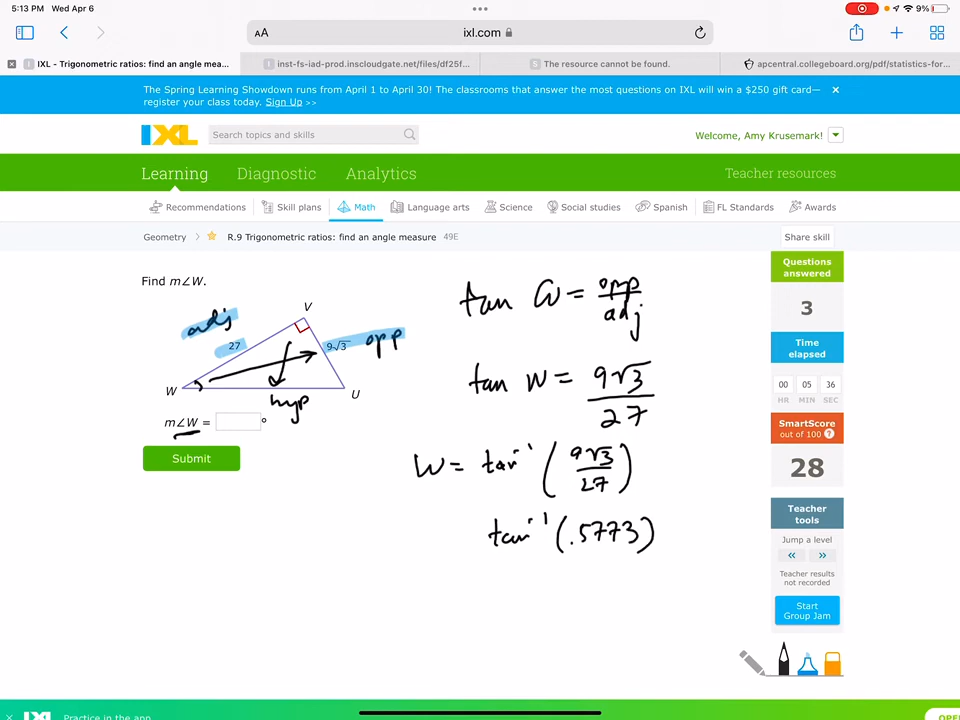 5:13 PM Wed Apr 6
9%
AA
ixl.com
IXL - Trigonometric ratios: find an angle mea...
inst-fs-iad-prod.inscloudgate.net/files/df25f...
S The resource cannot be found.
apcentral.collegeboard.org/pdf/statistics-for...
The Spring Learning Showdown runs from April 1 to April 30! The classrooms that answer the most questions on IXL will win a $250 gift card—
register your class today. Sign Up >>
IXL
Search topics and skills
Welcome, Amy Krusemark!
Learning
Diagnostic
Analytics
Teacher resources
Recommendations
Skill plans
Math
Language arts
Science
Social studies
Spanish
FL Standards
Awards
Geometry > R.9 Trigonometric ratios: find an angle measure 49E
Share skill
Find m∠W.
adj
27
V
9√3
opp
W
U
hyp
m∠W = °
Submit
tan W = opp/adj
tan W = 9√3/27
W = tan⁻¹ (9√3/27)
tan⁻¹ (.5773)
Questions
answered
3
Time
elapsed
00 05 36
HR MIN SEC
SmartScore
out of 100 ?
28
Teacher
tools
Jump a level
<< >>
Teacher results
not recorded
Start
Group Jam
IXL
Practice in the app
OPEN